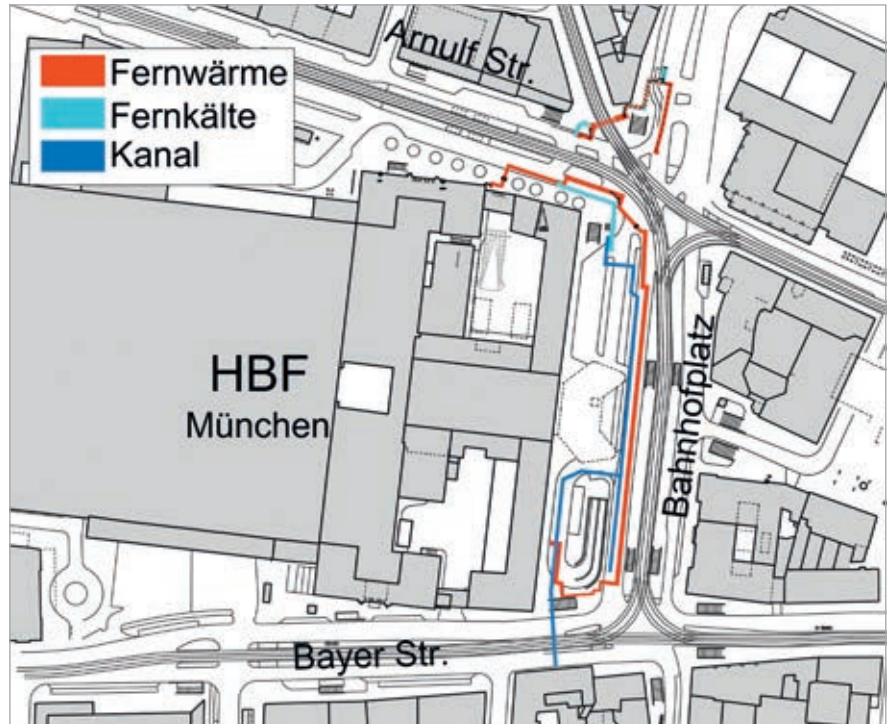 Arnulf Str.
Fernwärme
Fernkälte
Kanal
HBF
München
Bahnhofplatz
Bayer Str.